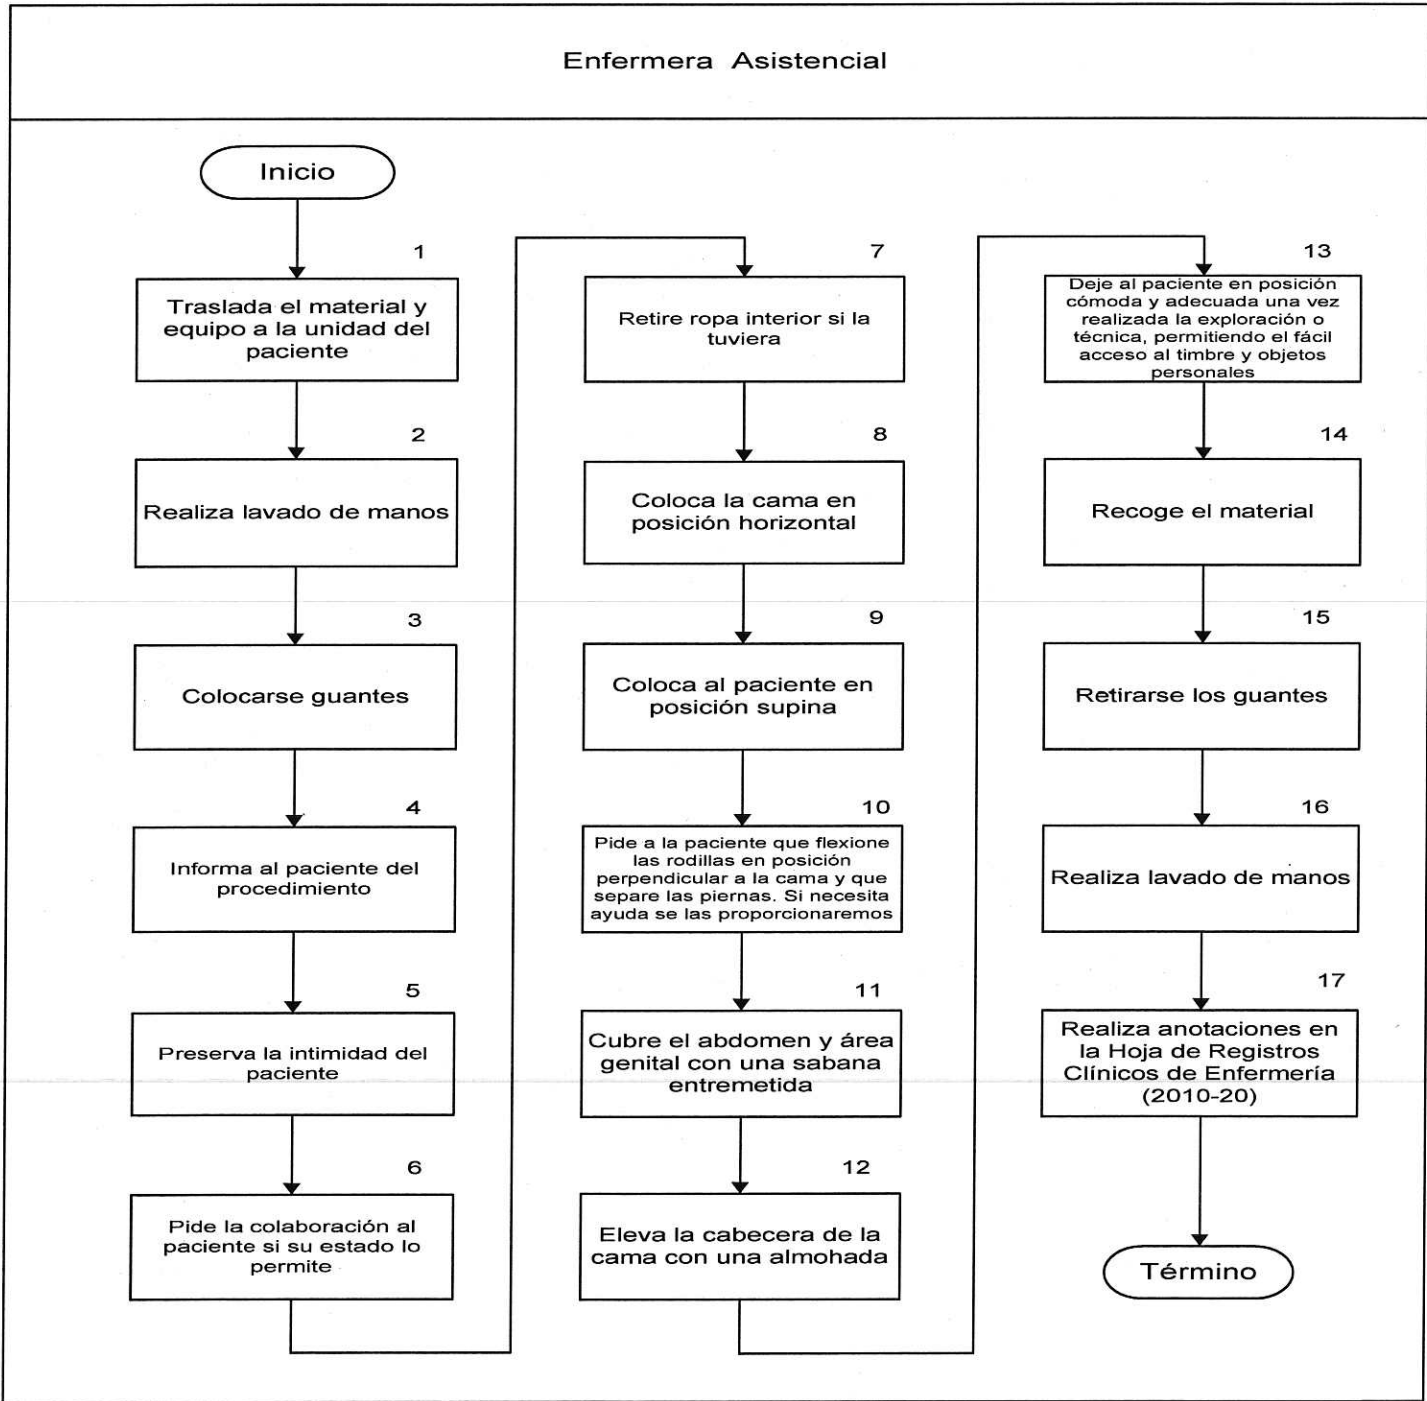 Enfermera Asistencial
Inicio
1
Traslada el material y
equipo a la unidad del
paciente
2
Realiza lavado de manos
3
Colocarse guantes
4
Informa al paciente del
procedimiento
5
Preserva la intimidad del
paciente
6
Pide la colaboración al
paciente si su estado lo
permite
7
Retire ropa interior si la
tuviera
8
Coloca la cama en
posición horizontal
9
Coloca al paciente en
posición supina
10
Pide a la paciente que flexione
las rodillas en posición
perpendicular a la cama y que
separe las piernas. Si necesita
ayuda se las proporcionaremos
11
Cubre el abdomen y área
genital con una sabana
entremetida
12
Eleva la cabecera de la
cama con una almohada
13
Deje al paciente en posición
cómoda y adecuada una vez
realizada la exploración o
técnica, permitiendo el fácil
acceso al timbre y objetos
personales
14
Recoge el material
15
Retirarse los guantes
16
Realiza lavado de manos
17
Realiza anotaciones en
la Hoja de Registros
Clínicos de Enfermería
(2010-20)
Término